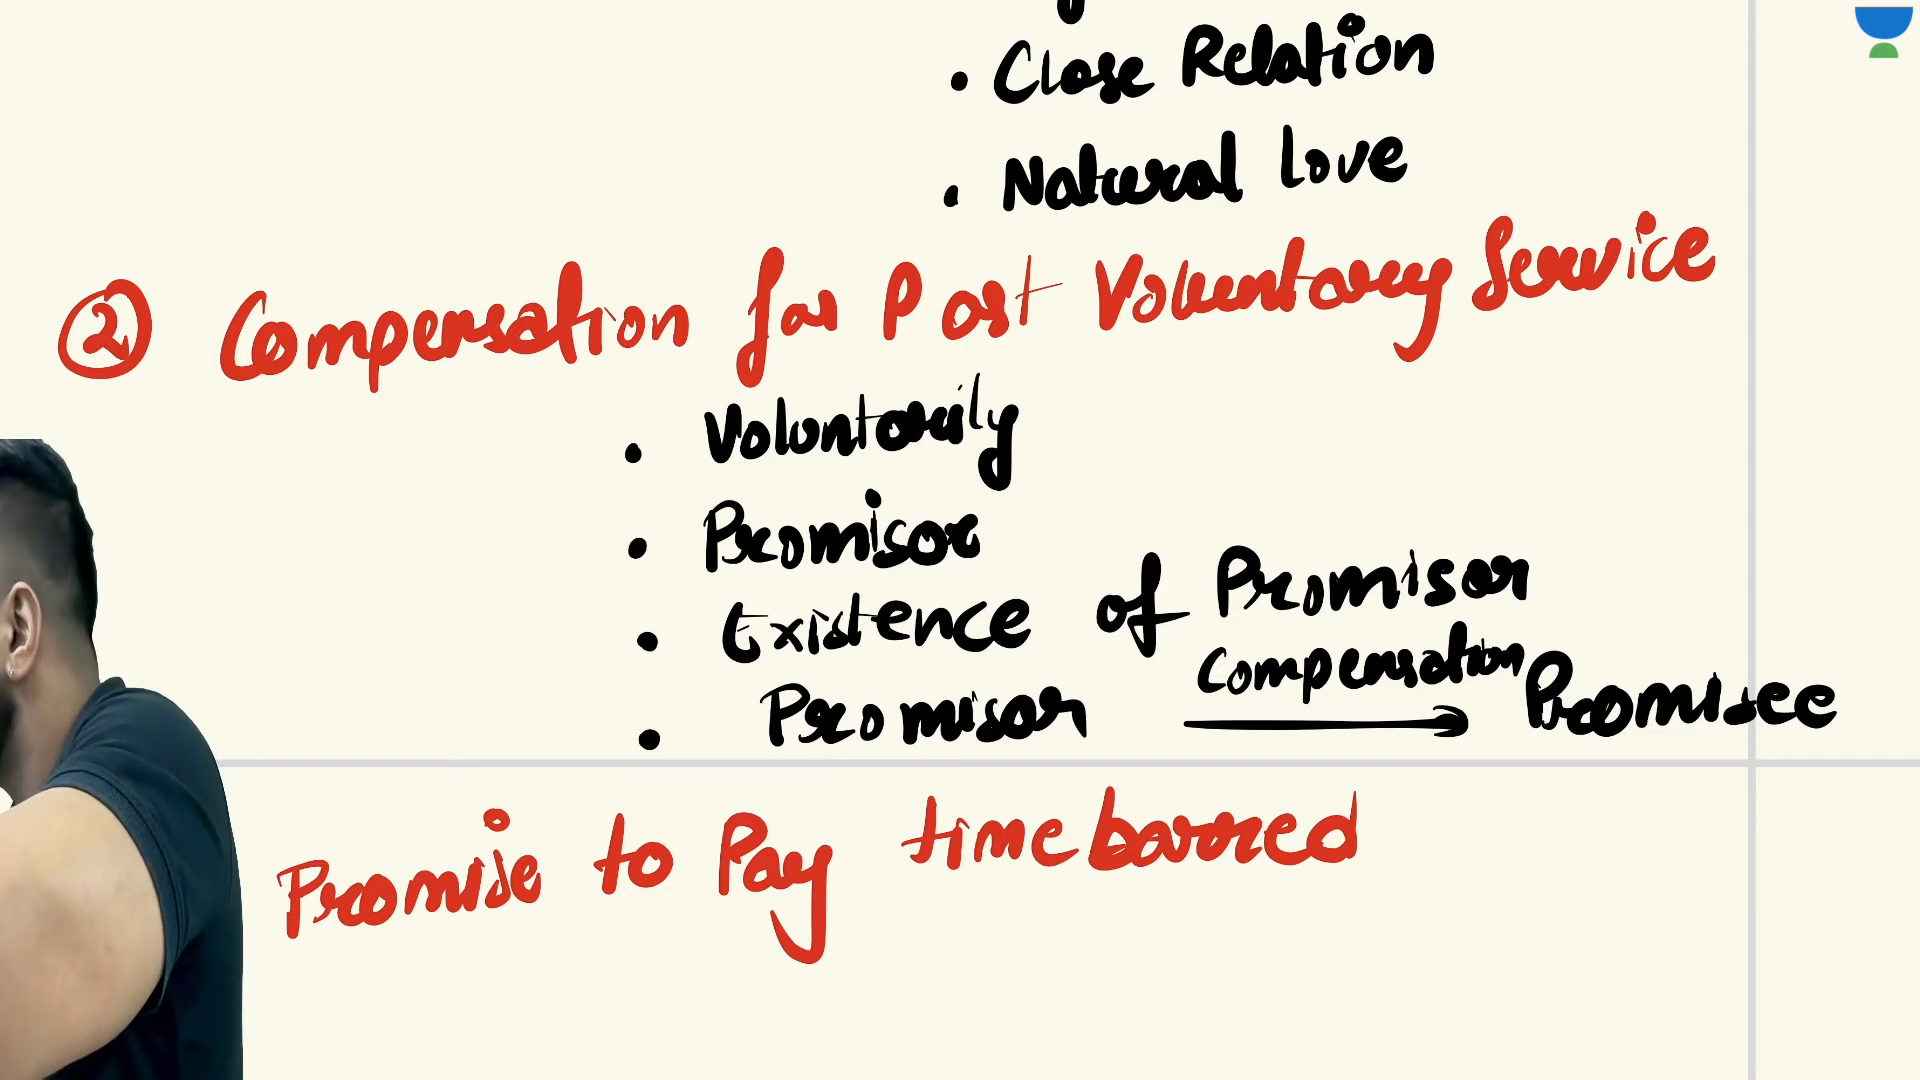 • Close Relation
• Natural love
② Compensation for Past Voluntary Service
• Voluntarily
• Promisor
• Existence of Promisor
• Promisor compensation → Promisee
Promise to Pay time barred